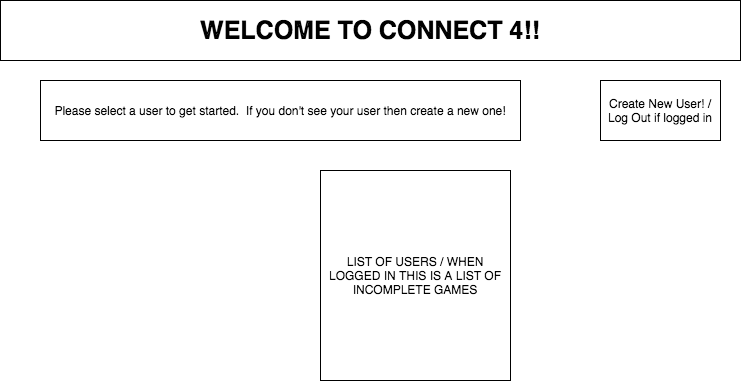 WELCOME TO CONNECT 4!!
Please select a user to get started.  If you don't see your user then create a new one!
Create New User! /
Log Out if logged in
LIST OF USERS / WHEN
LOGGED IN THIS IS A LIST OF
INCOMPLETE GAMES